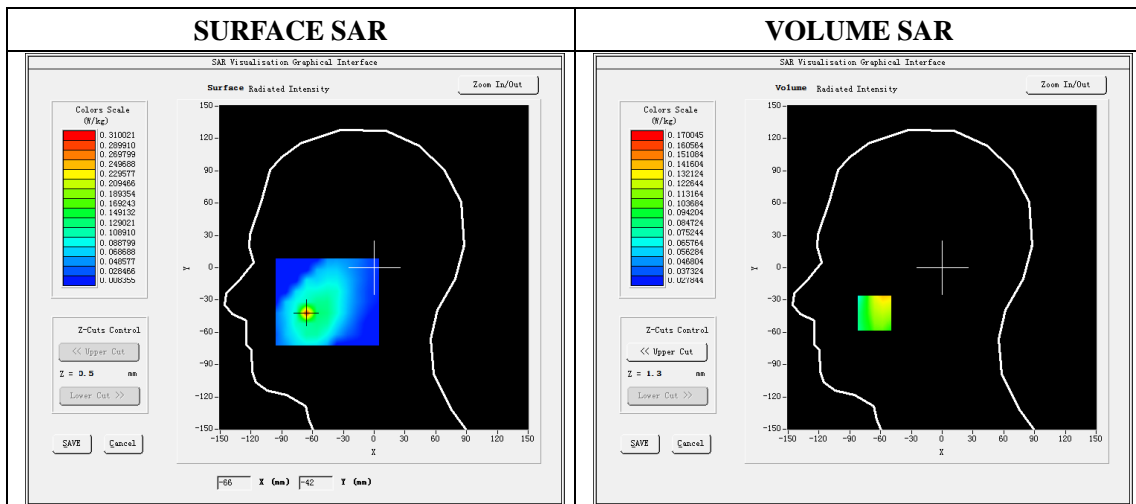 SURFACE SAR
VOLUME SAR
SAR Visualisation Graphical Interface
Surface Radiated Intensity
Zoom In/Out
Colors Scale
(W/kg)
0.310021
0.289910
0.269799
0.249688
0.229577
0.209466
0.189354
0.169243
0.149132
0.129021
0.108910
0.088799
0.068688
0.048577
0.028466
0.008355
150
120
90
60
30
0
-30
-60
-90
-120
-150
Y
-150 -120 -90 -60 -30 0 30 60 90 120 150
X
Z-Cuts Control
<< Upper Cut
Z = 0.5 mm
Lower Cut >>
SAVE Cancel
-66 X (mm) -42 Y (mm)
SAR Visualisation Graphical Interface
Volume Radiated Intensity
Zoom In/Out
Colors Scale
(W/kg)
0.170045
0.160564
0.151084
0.141604
0.132124
0.122644
0.113164
0.103684
0.094204
0.084724
0.075244
0.065764
0.056284
0.046804
0.037324
0.027844
150
120
90
60
30
0
-30
-60
-90
-120
-150
Y
-150 -120 -90 -60 -30 0 30 60 90 120 150
X
Z-Cuts Control
<< Upper Cut
Z = 1.3 mm
Lower Cut >>
SAVE Cancel